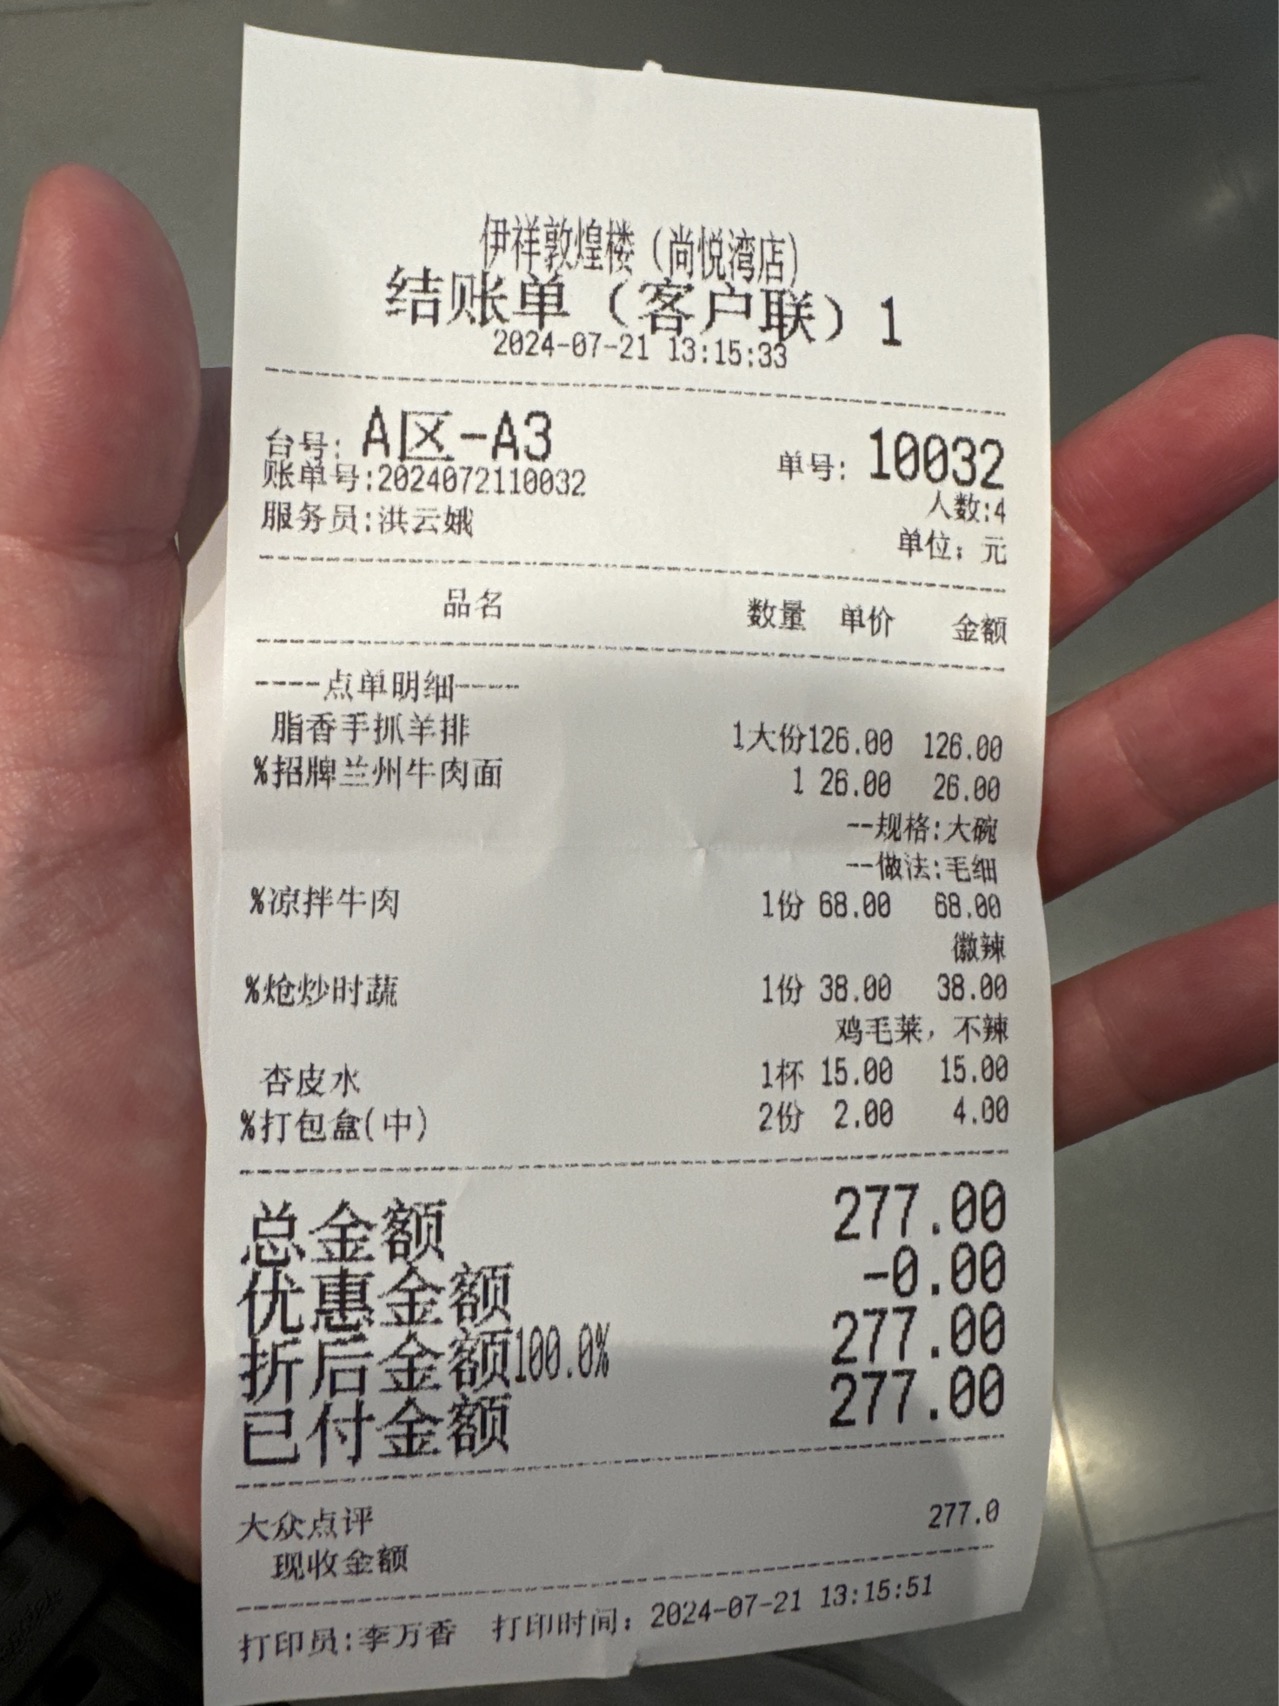 伊祥敦煌楼（尚悦湾店）
结账单（客户联）1
2024-07-21 13:15:33
台号: A区-A3 单号: 10032
账单号:2024072110032 人数:4
服务员:洪云娥 单位: 元
品名 数量 单价 金额
----点单明细----
脂香手抓羊排 1大份126.00 126.00
%招牌兰州牛肉面 1 26.00 26.00
--规格:大碗
--做法:毛细
%凉拌牛肉 1份 68.00 68.00
徽辣
%炝炒时蔬 1份 38.00 38.00
鸡毛菜，不辣
杏皮水 1杯 15.00 15.00
%打包盒(中) 2份 2.00 4.00
总金额 277.00
优惠金额 -0.00
折后金额100.0% 277.00
已付金额 277.00
大众点评 277.0
现收金额
打印员:李万香 打印时间: 2024-07-21 13:15:51